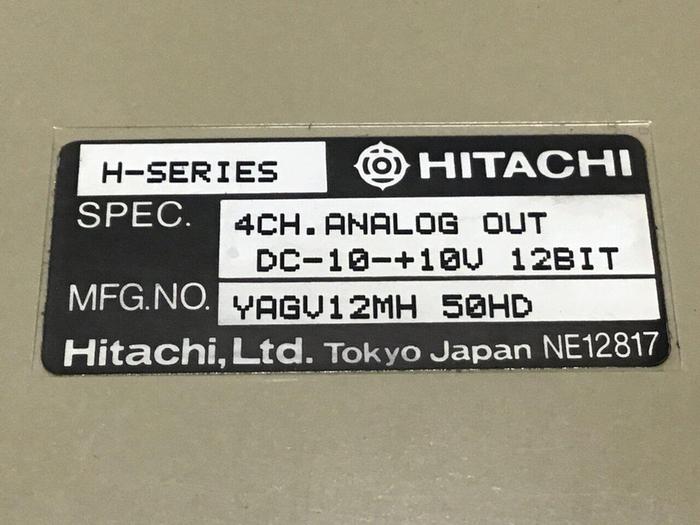 H-SERIES HITACHI
SPEC. 4CH.ANALOG OUT
DC-10-+10V 12BIT
MFG.NO. YAGV12MH 50HD
Hitachi,Ltd. Tokyo Japan NE12817